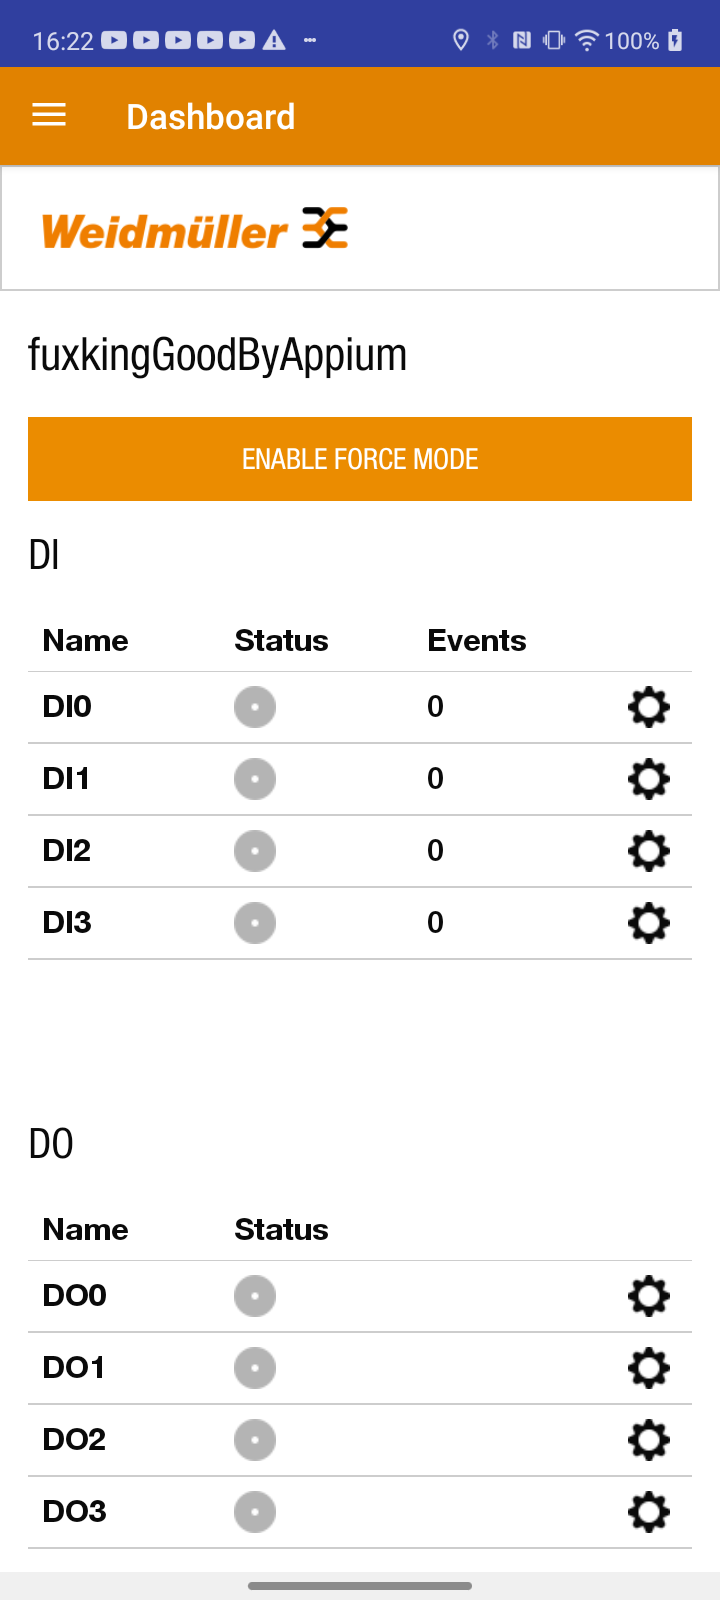 16:22 100%
Dashboard
Weidmüller
fuxkingGoodByAppium
ENABLE FORCE MODE
DI
Name Status Events
DI0 0
DI1 0
DI2 0
DI3 0
DO
Name Status
DO0
DO1
DO2
DO3